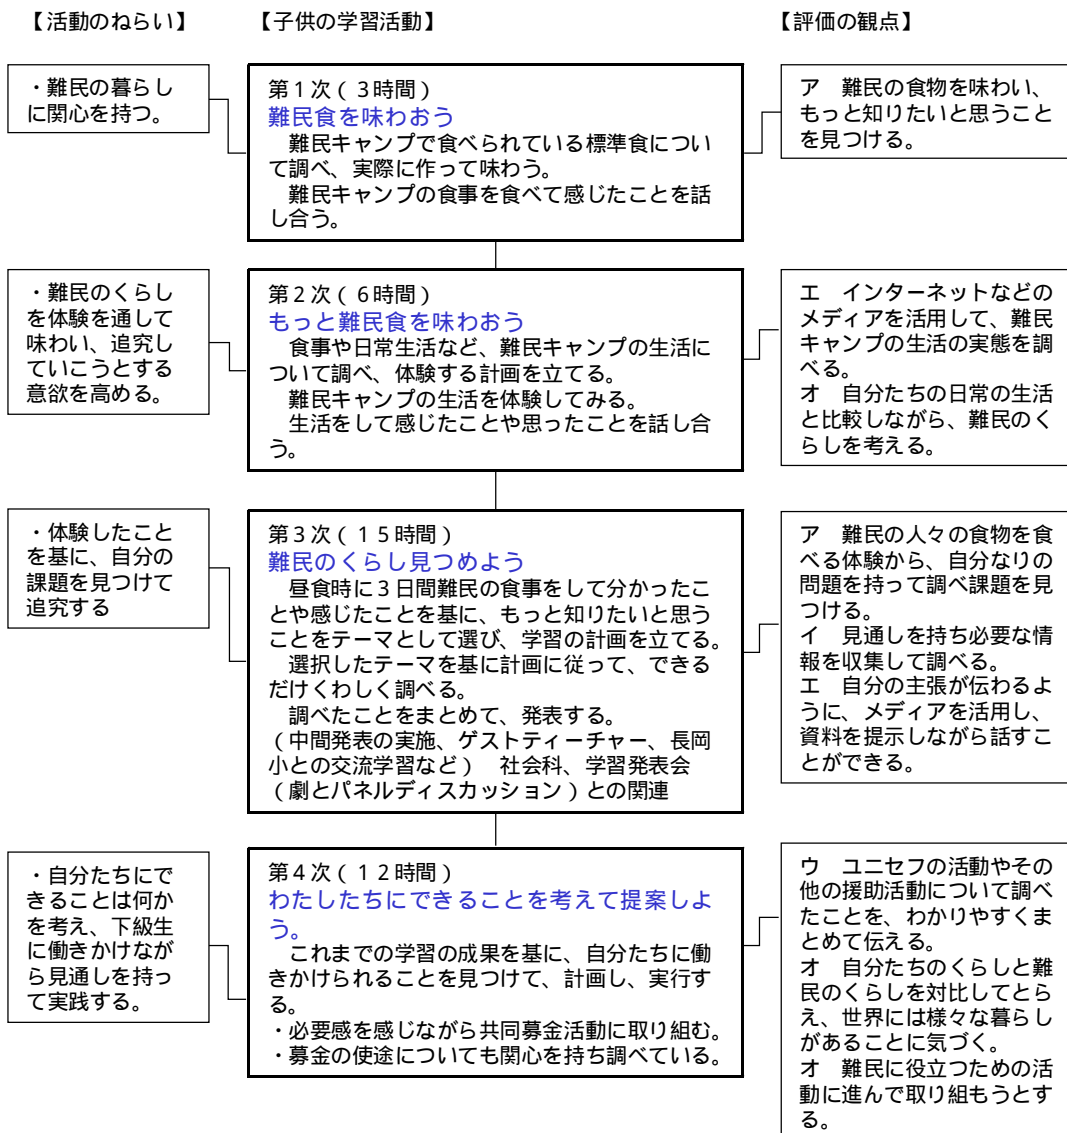 【活動のねらい】
【子供の学習活動】
【評価の観点】
・難民の暮らし
に関心を持つ。
第1次(3時間)
難民食を味わおう
　難民キャンプで食べられている標準食につい
て調べ、実際に作って味わう。
　難民キャンプの食事を食べて感じたことを話
し合う。
ア　難民の食物を味わい、
もっと知りたいと思うこと
を見つける。
・難民のくらし
を体験を通して
味わい、追究し
ていこうとする
意欲を高める。
第2次(6時間)
もっと難民食を味わおう
　食事や日常生活など、難民キャンプの生活に
ついて調べ、体験する計画を立てる。
　難民キャンプの生活を体験してみる。
　生活をして感じたことや思ったことを話し合
う。
エ　インターネットなどの
メディアを活用して、難民
キャンプの生活の実態を調
べる。
オ　自分たちの日常の生活
と比較しながら、難民のく
らしを考える。
・体験したこと
を基に、自分の
課題を見つけて
追究する
第3次(15時間)
難民のくらし見つめよう
　昼食時に3日間難民の食事をして分かったこ
とや感じたことを基に、もっと知りたいと思う
ことをテーマとして選び、学習の計画を立てる。
　選択したテーマを基に計画に従って、できる
だけくわしく調べる。
　調べたことをまとめて、発表する。
(中間発表の実施、ゲストティーチャー、長岡
小との交流学習など)　社会科、学習発表会
(劇とパネルディスカッション)との関連
ア　難民の人々の食物を食
べる体験から、自分なりの
問題を持って調べ課題を見
つける。
イ　見通しを持ち必要な情
報を収集して調べる。
エ　自分の主張が伝わるよ
うに、メディアを活用し、
資料を提示しながら話すこ
とができる。
・自分たちにで
きることは何か
を考え、下級生
に働きかけなが
ら見通しを持っ
て実践する。
第4次(12時間)
わたしたちにできることを考えて提案しよ
う。
　これまでの学習の成果を基に、自分たちに働
きかけられることを見つけて、計画し、実行す
る。
・必要感を感じながら共同募金活動に取り組む。
・募金の使途についても関心を持ち調べている。
ウ　ユニセフの活動やその
他の援助活動について調べ
たことを、わかりやすくま
とめて伝える。
オ　自分たちのくらしと難
民のくらしを対比してとら
え、世界には様々な暮らし
があることに気づく。
オ　難民に役立つための活
動に進んで取り組もうとす
る。